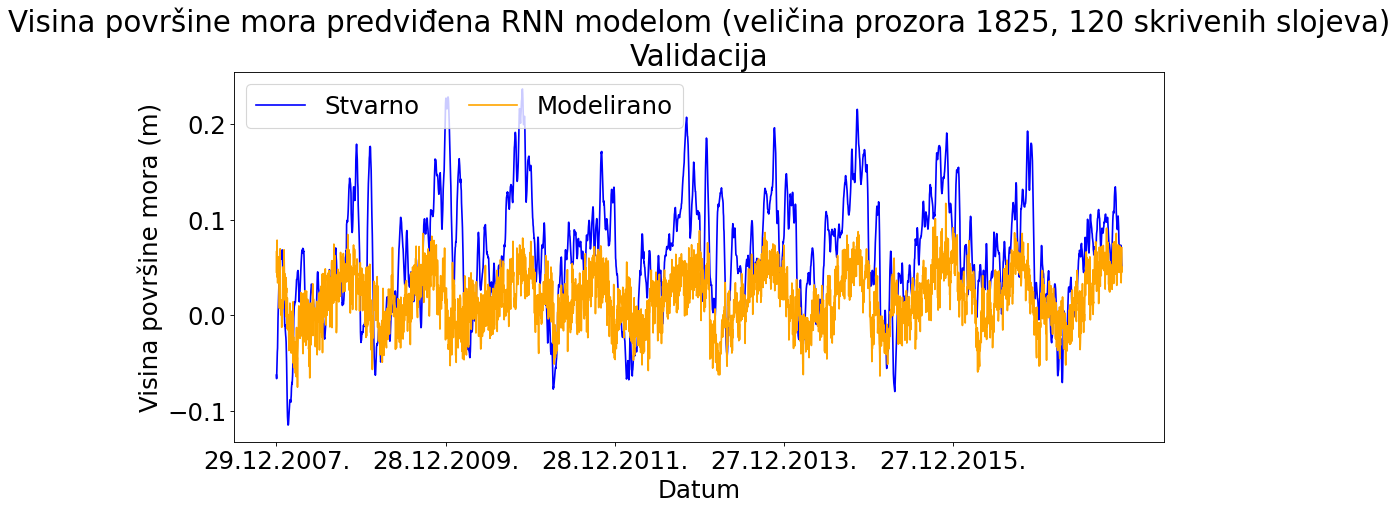 Visina površine mora predviđena RNN modelom (veličina prozora 1825, 120 skrivenih slojeva)
Validacija
Stvarno Modelirano
Visina površine mora (m)
0.2
0.1
0.0
−0.1
29.12.2007. 28.12.2009. 28.12.2011. 27.12.2013. 27.12.2015.
Datum